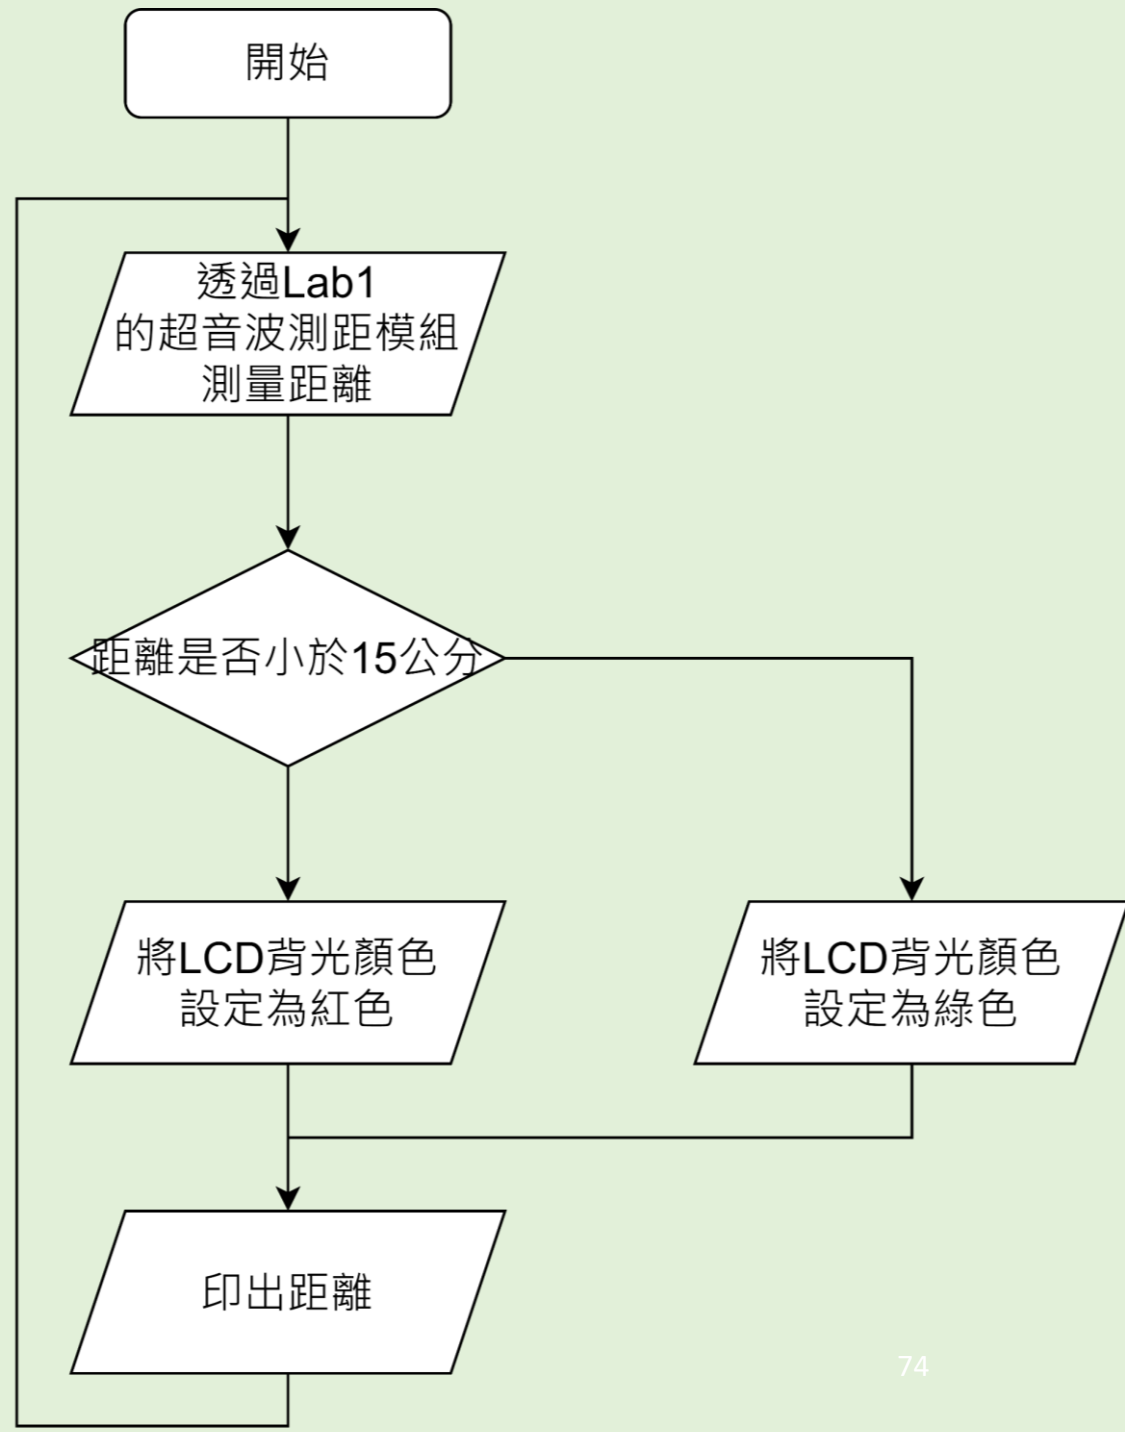 開始
透過Lab1
的超音波測距模組
測量距離
距離是否小於15公分
將LCD背光顏色
設定為紅色
將LCD背光顏色
設定為綠色
印出距離
74